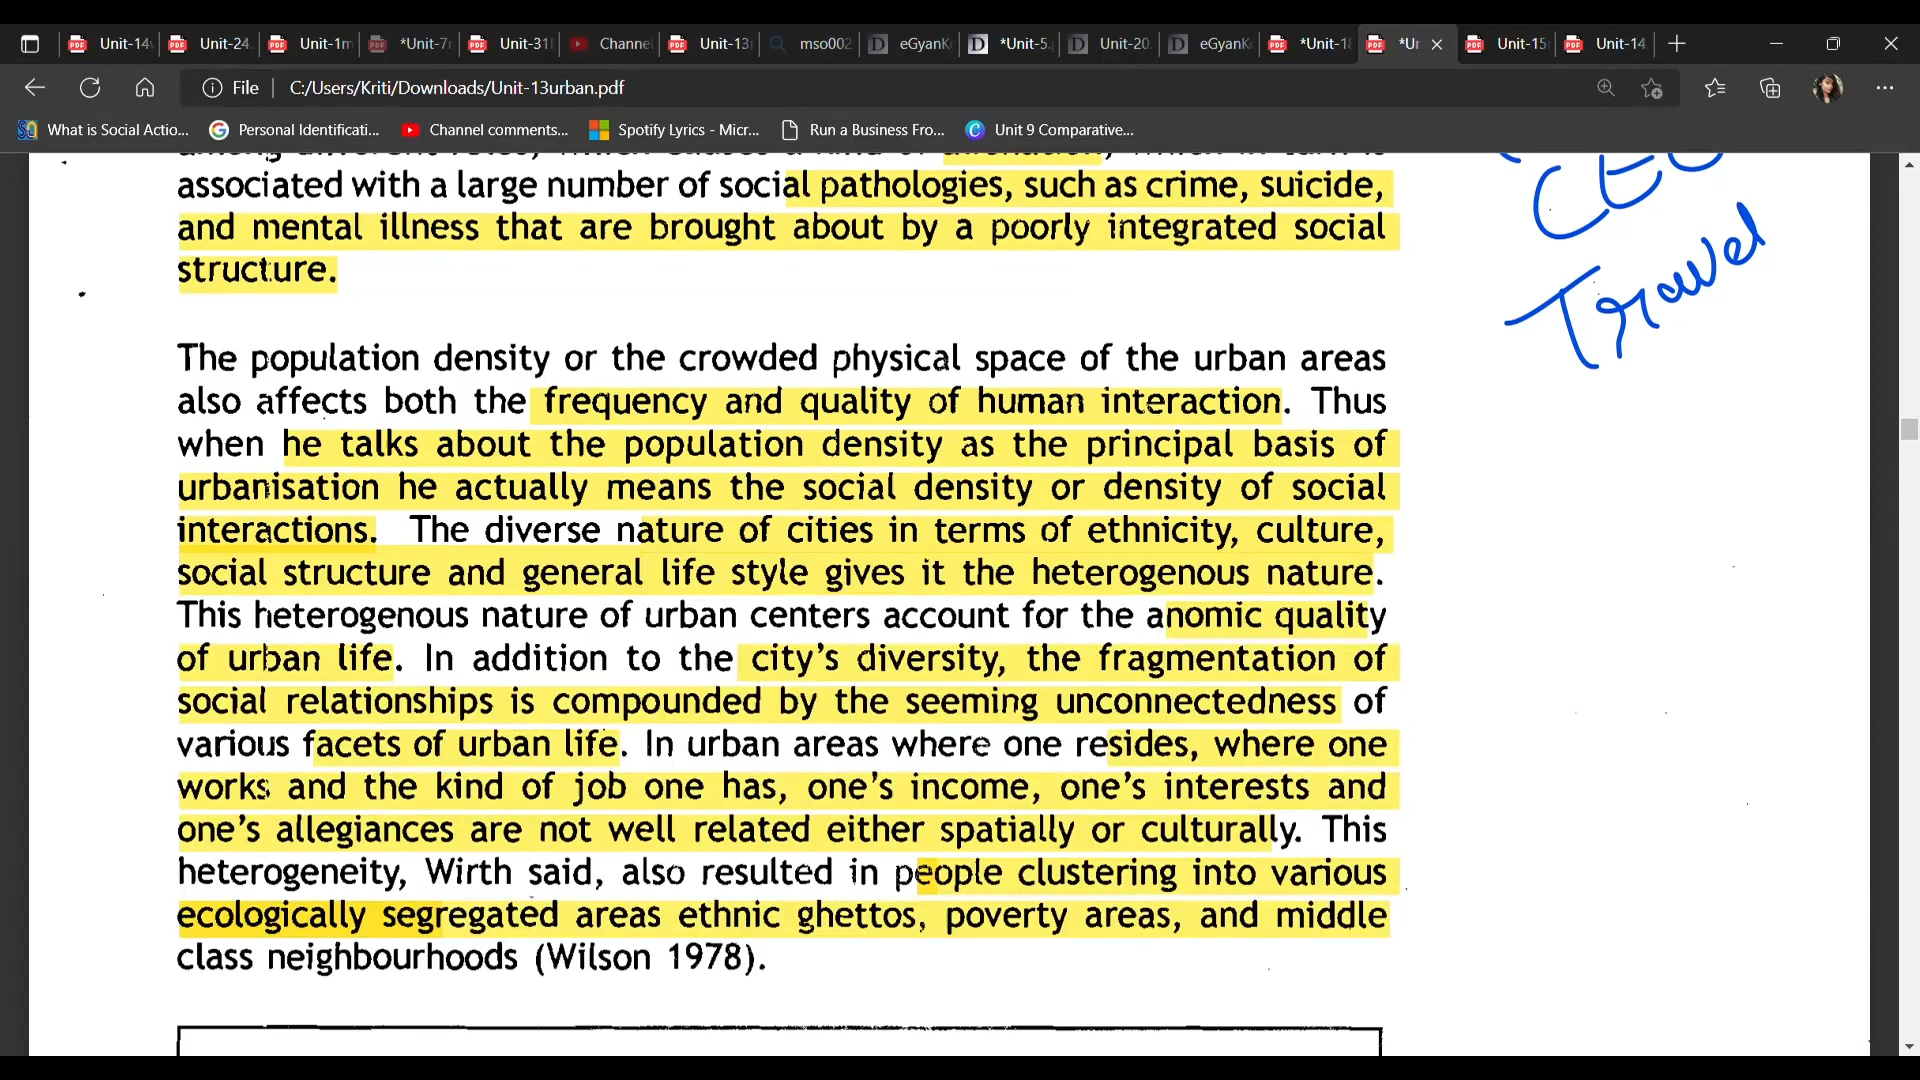 Unit-14
Unit-24
Unit-1m
*Unit-7
Unit-31
Channel
Unit-13
mso002
eGyanK
*Unit-5.
Unit-20.
eGyanK
*Unit-18
*Ur
Unit-15
Unit-14.
File
C:/Users/Kriti/Downloads/Unit-13urban.pdf
What is Social Actio...
Personal Identificati...
Channel comments...
Spotify Lyrics - Micr...
Run a Business Fro...
Unit 9 Comparative...
associated with a large number of social pathologies, such as crime, suicide,
and mental illness that are brought about by a poorly integrated social
structure.
Travel
The population density or the crowded physical space of the urban areas
also affects both the frequency and quality of human interaction. Thus
when he talks about the population density as the principal basis of
urbanisation he actually means the social density or density of social
interactions. The diverse nature of cities in terms of ethnicity, culture,
social structure and general life style gives it the heterogenous nature.
This heterogenous nature of urban centers account for the anomic quality
of urban life. In addition to the city's diversity, the fragmentation of
social relationships is compounded by the seeming unconnectedness of
various facets of urban life. In urban areas where one resides, where one
works and the kind of job one has, one's income, one's interests and
one's allegiances are not well related either spatially or culturally. This
heterogeneity, Wirth said, also resulted in people clustering into various
ecologically segregated areas ethnic ghettos, poverty areas, and middle
class neighbourhoods (Wilson 1978).